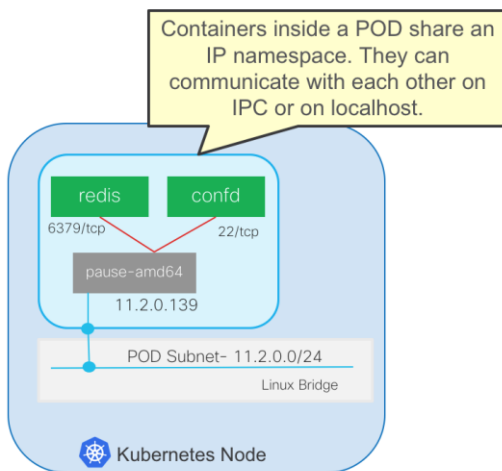 Containers inside a POD share an
IP namespace. They can
communicate with each other on
IPC or on localhost.
redis
confd
6379/tcp
22/tcp
pause-amd64
11.2.0.139
POD Subnet- 11.2.0.0/24
Linux Bridge
Kubernetes Node